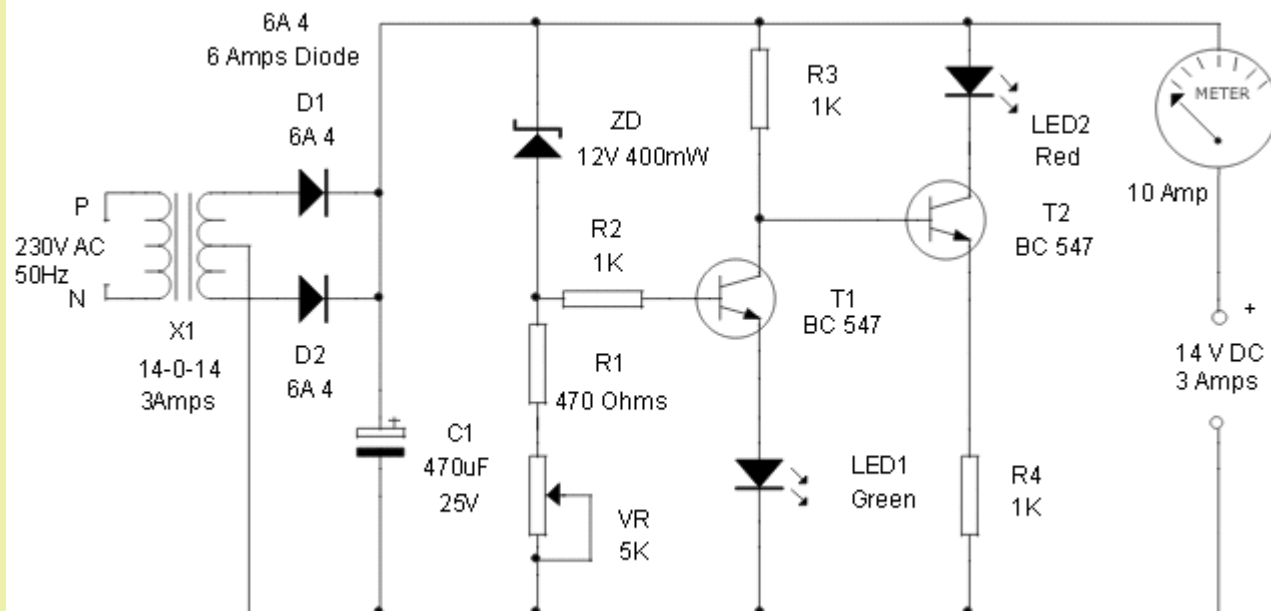 6A 4
6 Amps Diode
D1
6A 4
P
230V AC
50Hz
N
X1
14-0-14
3Amps
D2
6A 4
C1
470uF
25V
+
ZD
12V 400mW
R2
1K
R1
470 Ohms
VR
5K
R3
1K
T1
BC 547
LED1
Green
LED2
Red
T2
BC 547
R4
1K
METER
10 Amp
+
14 V DC
3 Amps